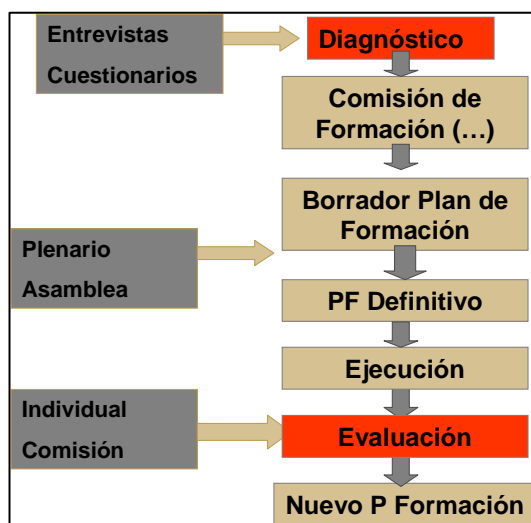 Entrevistas
Cuestionarios
Diagnóstico
Comisión de
Formación (...)
Borrador Plan de
Formación
Plenario
Asamblea
PF Definitivo
Ejecución
Individual
Comisión
Evaluación
Nuevo P Formación